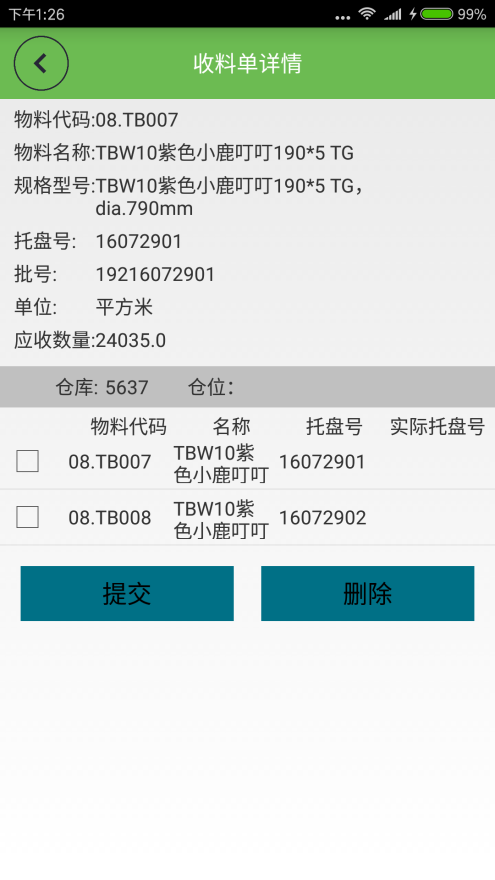 下午1:26
99%
收料单详情
物料代码:08.TB007
物料名称:TBW10紫色小鹿叮叮190*5 TG
规格型号:TBW10紫色小鹿叮叮190*5 TG，
dia.790mm
托盘号: 16072901
批号: 19216072901
单位: 平方米
应收数量:24035.0
仓库: 5637 仓位：
物料代码 名称 托盘号 实际托盘号
08.TB007 TBW10紫 16072901
色小鹿叮叮
08.TB008 TBW10紫 16072902
色小鹿叮叮
提交 删除